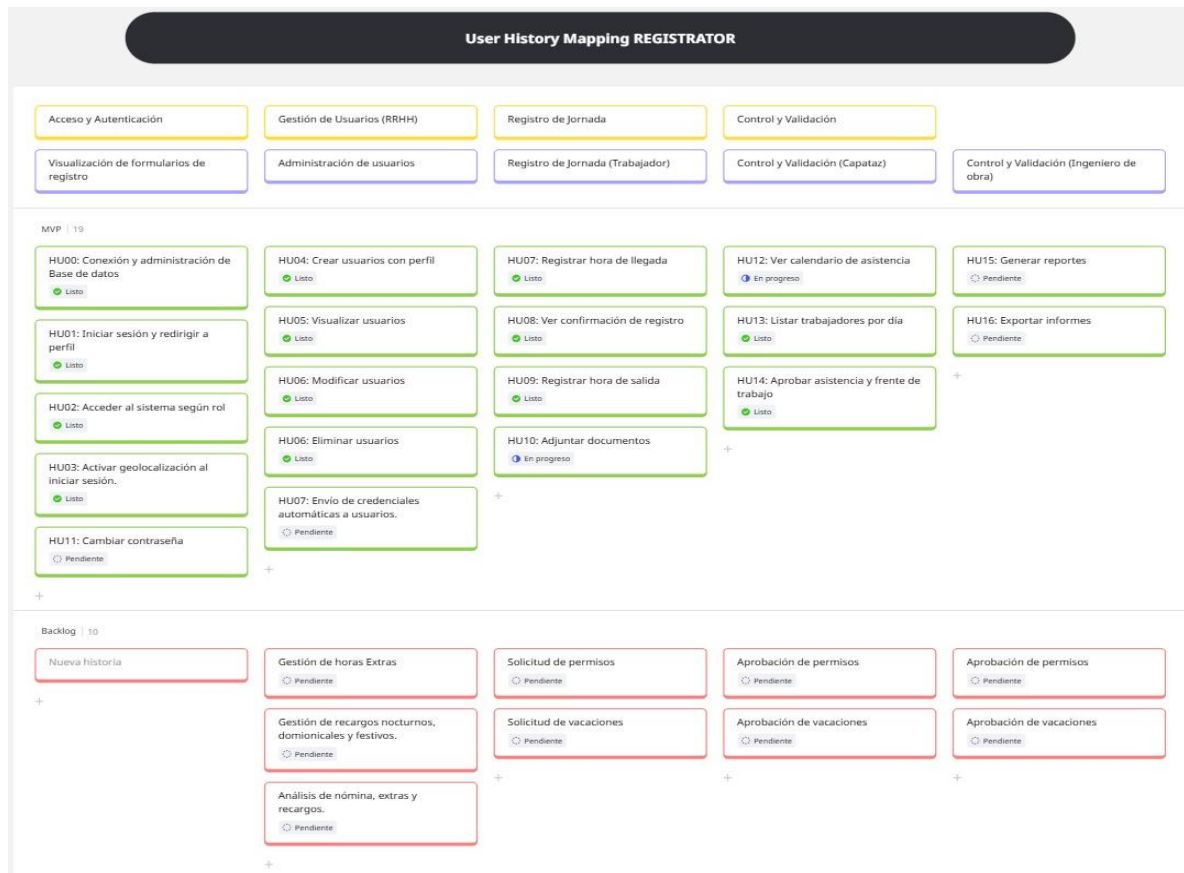 User History Mapping REGISTRATOR
Acceso y Autenticación
Gestión de Usuarios (RRHH)
Registro de Jornada
Control y Validación
Visualización de formularios de
registro
Administración de usuarios
Registro de Jornada (Trabajador)
Control y Validación (Capataz)
Control y Validación (Ingeniero de
obra)
MVP | 19
HU00: Conexión y administración de
Base de datos
Listo
HU01: Iniciar sesión y redirigir a
perfil
Listo
HU02: Acceder al sistema según rol
Listo
HU03: Activar geolocalización al
iniciar sesión.
Listo
HU11: Cambiar contraseña
Pendiente
+
HU04: Crear usuarios con perfil
Listo
HU05: Visualizar usuarios
Listo
HU06: Modificar usuarios
Listo
HU06: Eliminar usuarios
Listo
HU07: Envío de credenciales
automáticas a usuarios.
Pendiente
+
HU07: Registrar hora de llegada
Listo
HU08: Ver confirmación de registro
Listo
HU09: Registrar hora de salida
Listo
HU10: Adjuntar documentos
En progreso
+
HU12: Ver calendario de asistencia
En progreso
HU13: Listar trabajadores por día
Listo
HU14: Aprobar asistencia y frente de
trabajo
Listo
+
HU15: Generar reportes
Pendiente
HU16: Exportar informes
Pendiente
+
Backlog | 10
Nueva historia
+
Gestión de horas Extras
Pendiente
Gestión de recargos nocturnos,
domionicales y festivos.
Pendiente
Análisis de nómina, extras y
recargos.
Pendiente
+
Solicitud de permisos
Pendiente
Solicitud de vacaciones
Pendiente
+
Aprobación de permisos
Pendiente
Aprobación de vacaciones
Pendiente
+
Aprobación de permisos
Pendiente
Aprobación de vacaciones
Pendiente
+